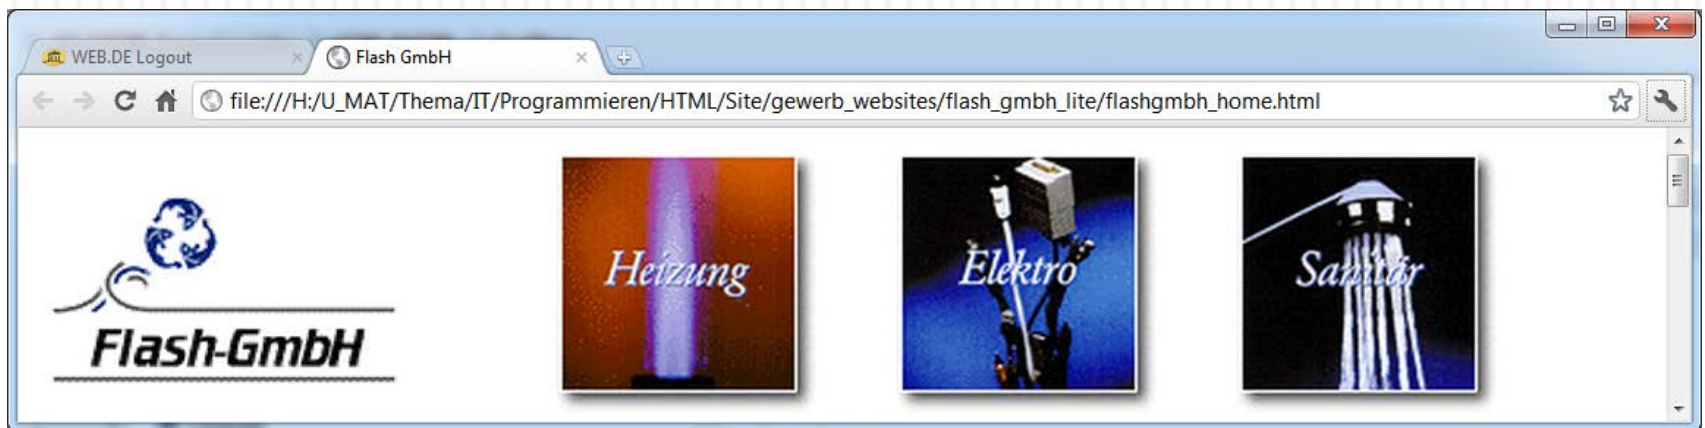 WEB.DE Logout
Flash GmbH
file:///H:/U_MAT/Thema/IT/Programmieren/HTML/Site/gewerb_websites/flash_gmbh_lite/flashgmbh_home.html
Heizung
Elektro
Sanitär
Flash-GmbH